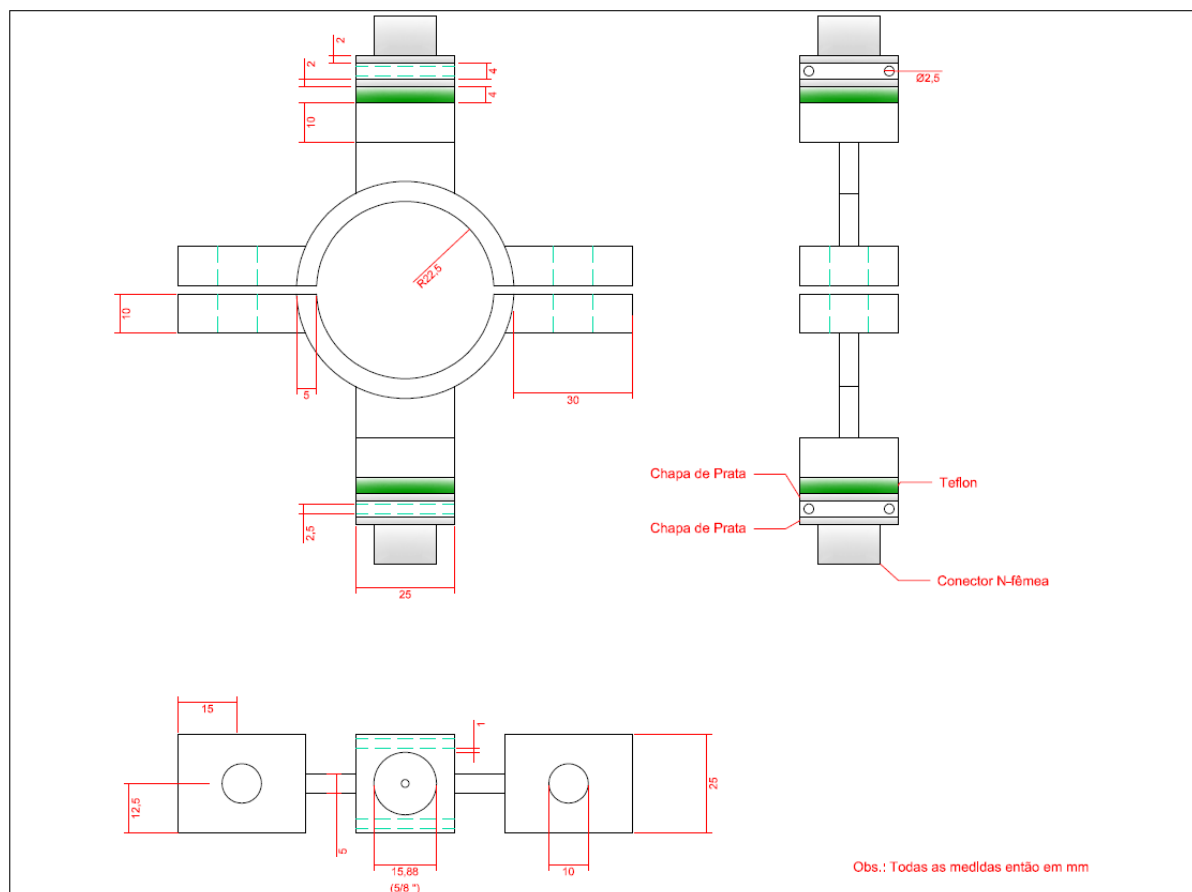 2
2
4
4
10
Ø2,5
R22,5
10
5
30
Chapa de Prata
Teflon
Chapa de Prata
2,5
25
Conector N-fêmea
15
1
12,5
5
25
15,88
(5/8 ")
10
Obs.: Todas as medidas então em mm